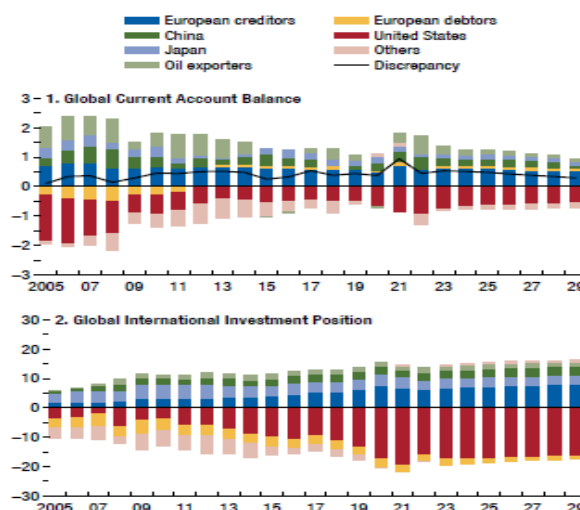 European creditors
European debtors
China
United States
Japan
Others
Oil exporters
Discrepancy
3 – 1. Global Current Account Balance
2
1
0
–1
–2
–3
2005 07 09 11 13 15 17 19 21 23 25 27 29
30 – 2. Global International Investment Position
20
10
0
–10
–20
–30
2005 07 09 11 13 15 17 19 21 23 25 27 29